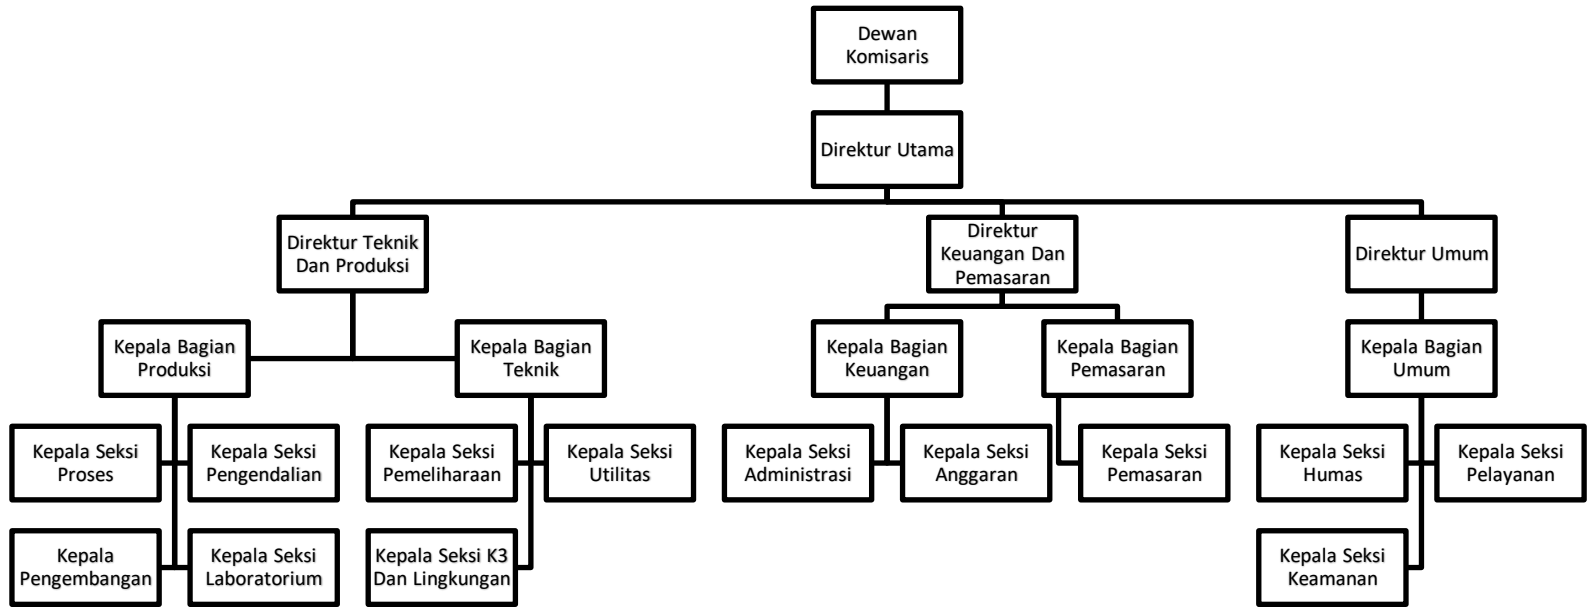 Dewan
Komisaris
Direktur Utama
Direktur Teknik
Dan Produksi
Direktur
Keuangan Dan
Pemasaran
Direktur Umum
Kepala Bagian
Produksi
Kepala Bagian
Teknik
Kepala Bagian
Keuangan
Kepala Bagian
Pemasaran
Kepala Bagian
Umum
Kepala Seksi
Proses
Kepala Seksi
Pengendalian
Kepala Seksi
Pemeliharaan
Kepala Seksi
Utilitas
Kepala Seksi
Administrasi
Kepala Seksi
Anggaran
Kepala Seksi
Pemasaran
Kepala Seksi
Humas
Kepala Seksi
Pelayanan
Kepala
Pengembangan
Kepala Seksi
Laboratorium
Kepala Seksi K3
Dan Lingkungan
Kepala Seksi
Keamanan